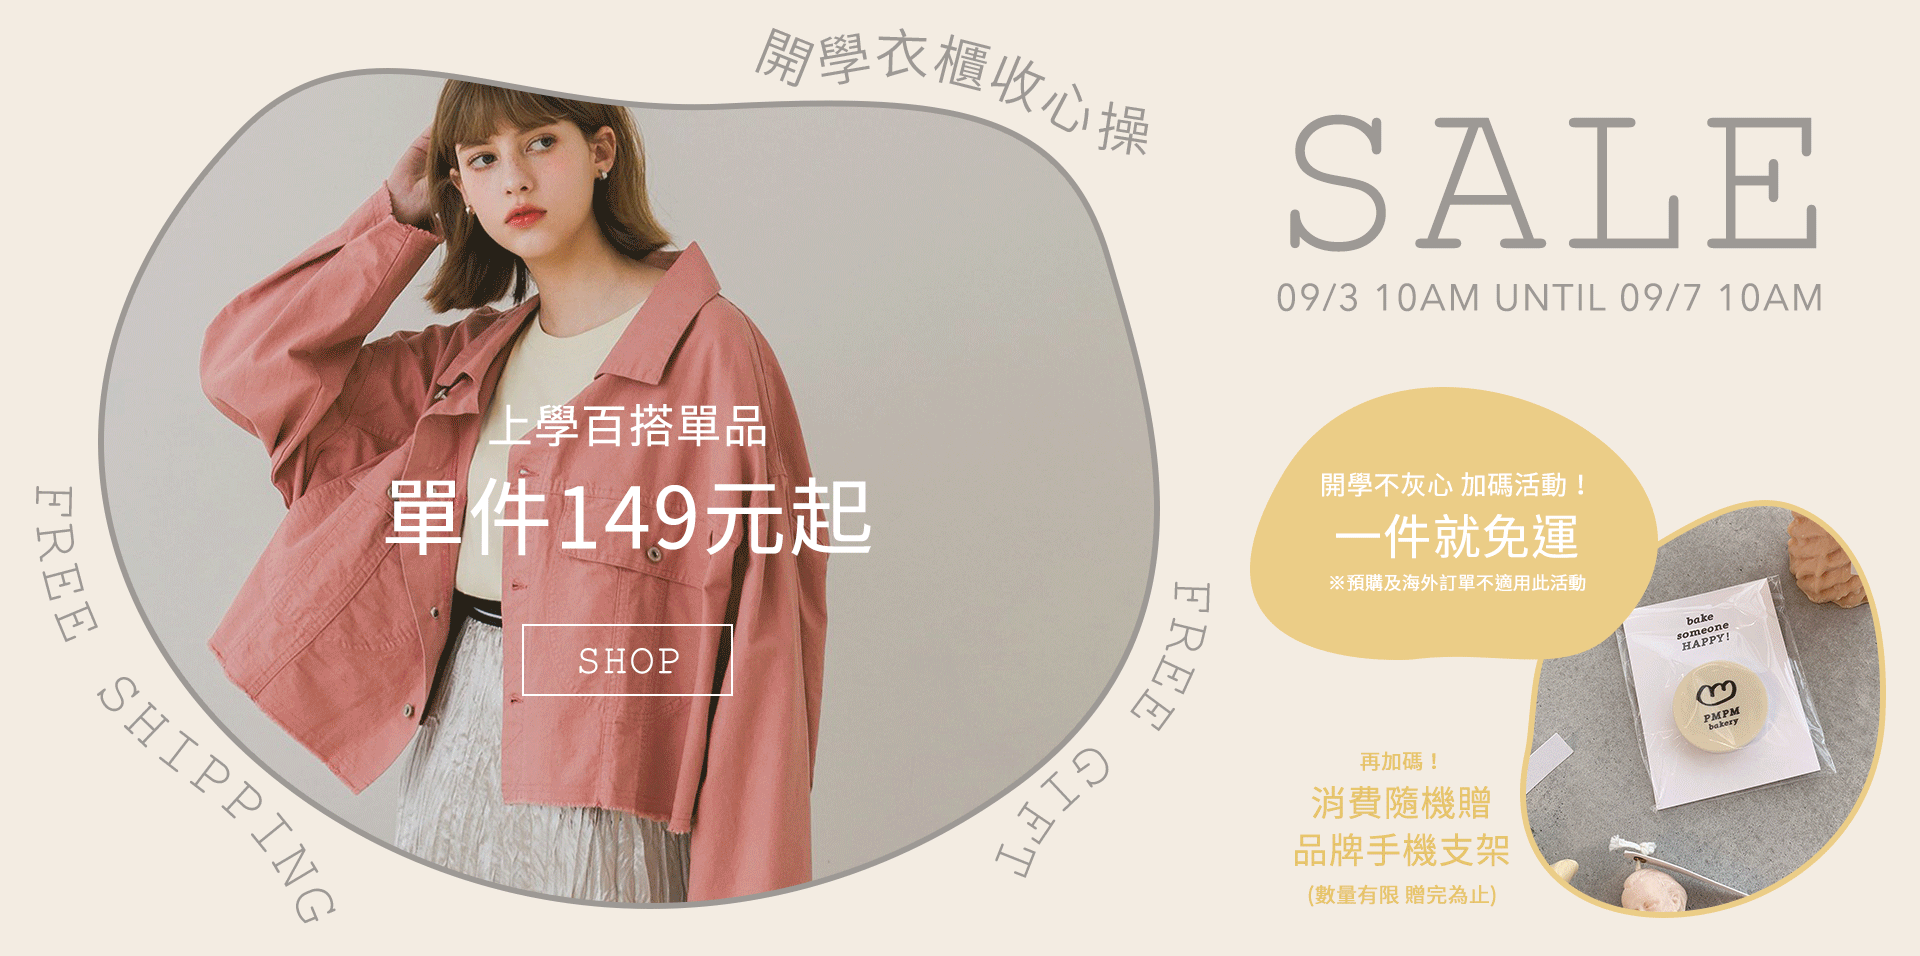 開學衣櫃收心操
SALE
09/3 10AM UNTIL 09/7 10AM
上學百搭單品
單件149元起
SHOP
FREE SHIPPING
FREE GIFT
開學不灰心 加碼活動！
一件就免運
※預購及海外訂單不適用此活動
bake
someone
HAPPY!
PMPM
bakery
再加碼！
消費隨機贈
品牌手機支架
(數量有限 贈完為止)